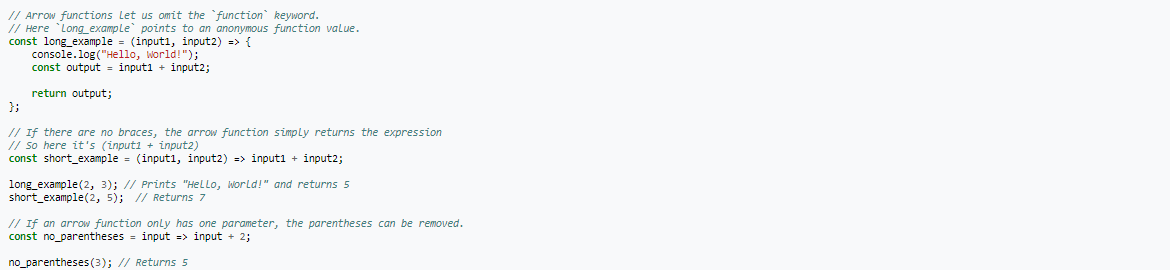 // Arrow functions let us omit the `function` keyword.
// Here `long_example` points to an anonymous function value.
const long_example = (input1, input2) => {
    console.log("Hello, World!");
    const output = input1 + input2;

    return output;
};

// If there are no braces, the arrow function simply returns the expression
// So here it's (input1 + input2)
const short_example = (input1, input2) => input1 + input2;

long_example(2, 3); // Prints "Hello, World!" and returns 5
short_example(2, 5);  // Returns 7

// If an arrow function only has one parameter, the parentheses can be removed.
const no_parentheses = input => input + 2;

no_parentheses(3); // Returns 5